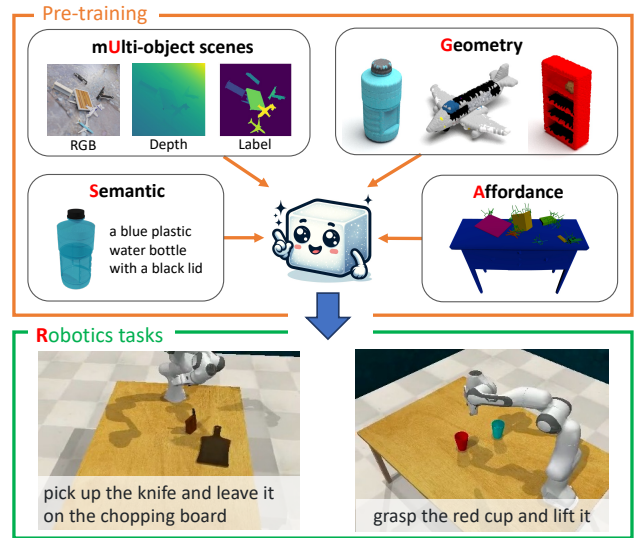 Pre-training
mUlti-object scenes
RGB
Depth
Label
Geometry
Semantic
a blue plastic
water bottle
with a black lid
Affordance
Robotics tasks
pick up the knife and leave it
on the chopping board
grasp the red cup and lift it